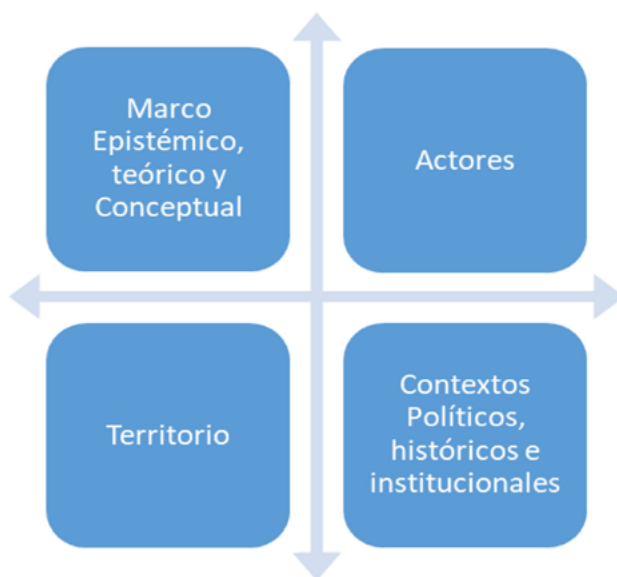 Marco
Epistémico,
teórico y
Conceptual
Actores
Territorio
Contextos
Políticos,
históricos e
institucionales